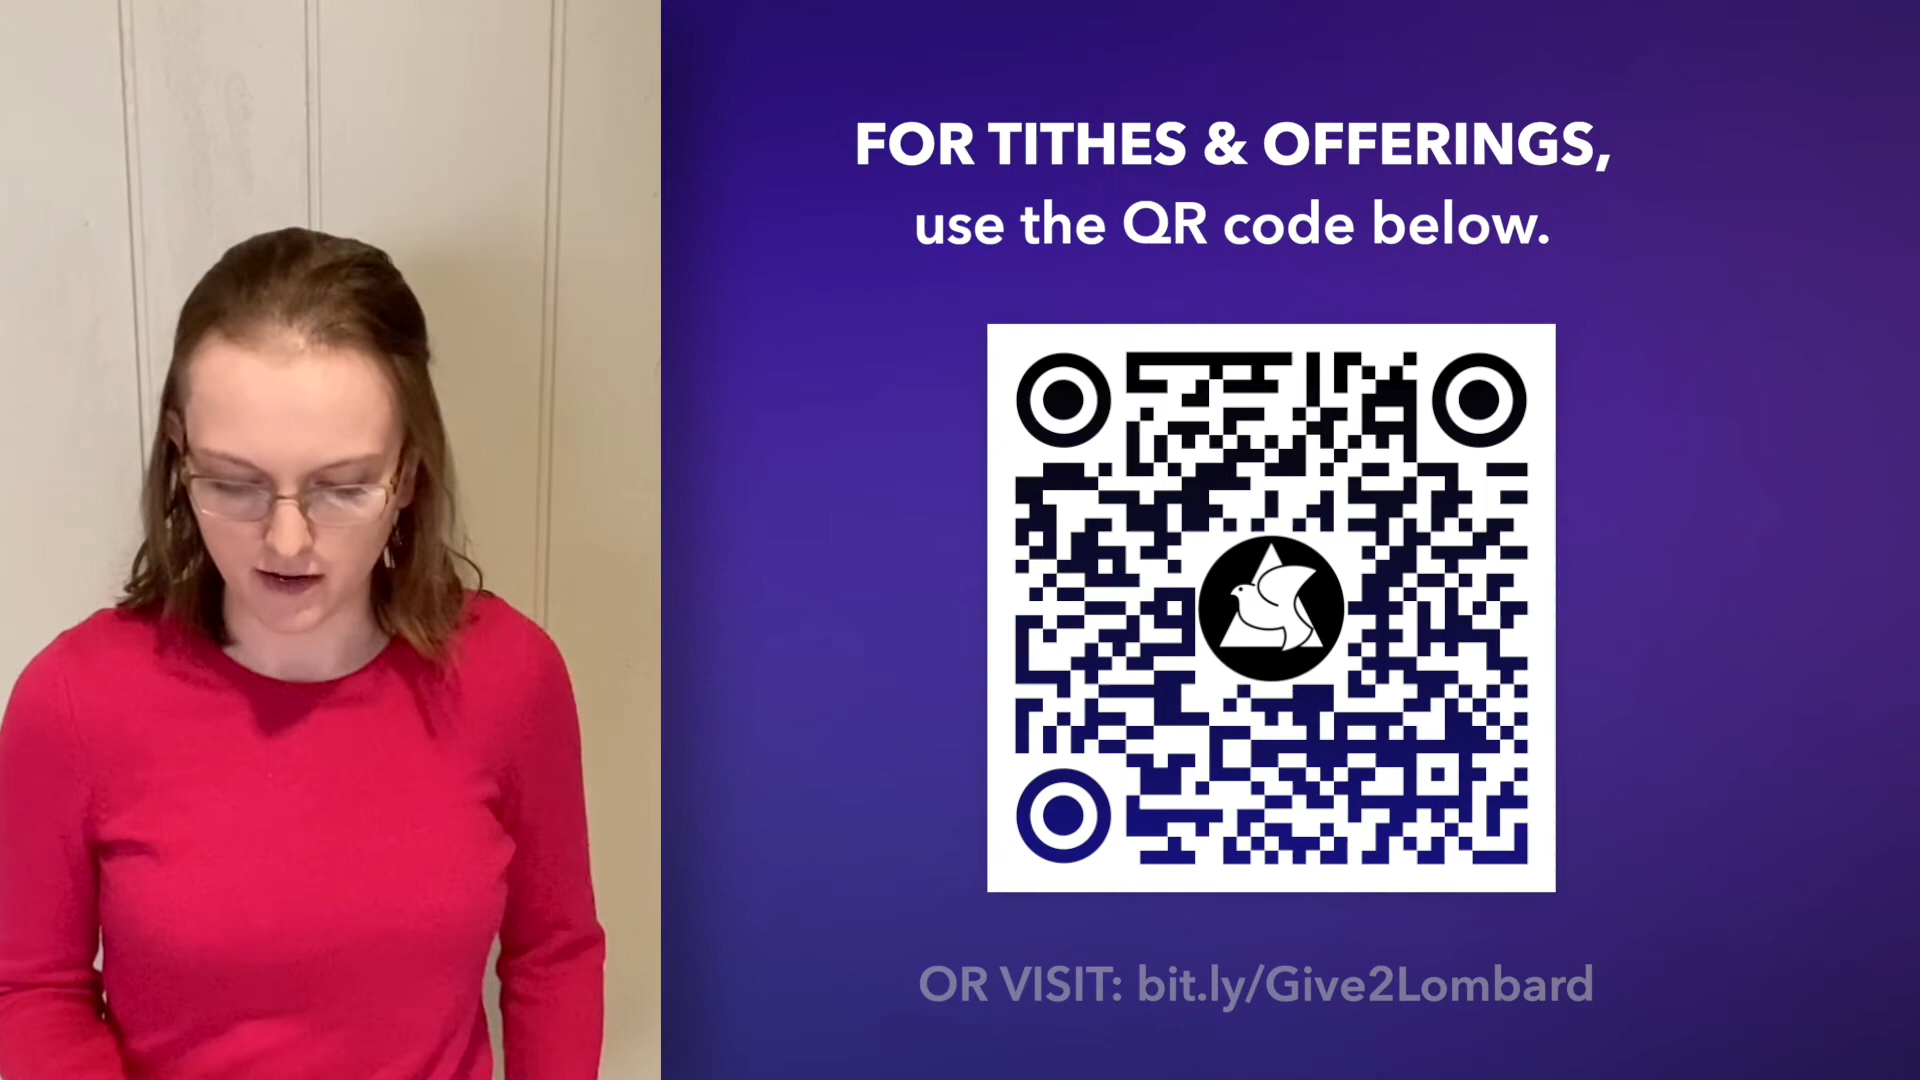 FOR TITHES & OFFERINGS,
use the QR code below.
OR VISIT: bit.ly/Give2Lombard